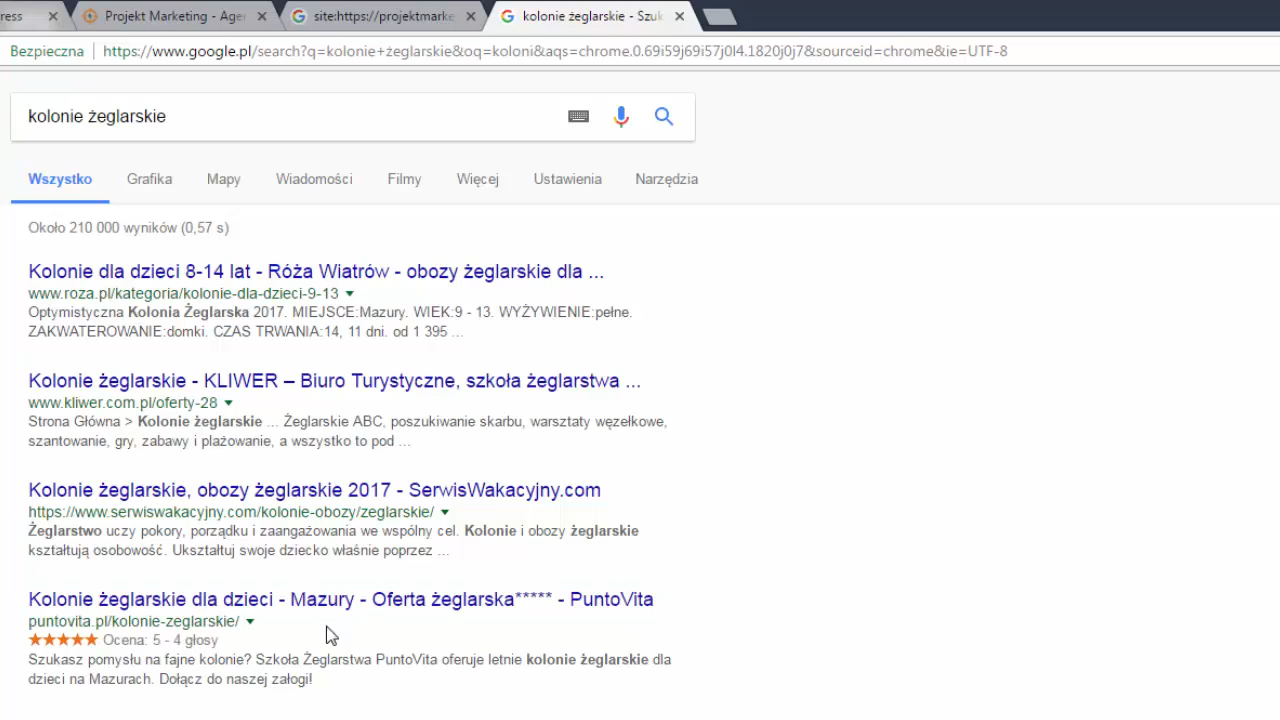 ress
Projekt Marketing - Ager
site:https://projektmarke
kolonie żeglarskie - Szuk
Bezpieczna
https://www.google.pl/search?q=kolonie+żeglarskie&oq=koloni&aqs=chrome.0.69i59j69i57j0l4.1820j0j7&sourceid=chrome&ie=UTF-8
kolonie żeglarskie
Wszystko Grafika Mapy Wiadomości Filmy Więcej Ustawienia Narzędzia
Około 210 000 wyników (0,57 s)
Kolonie dla dzieci 8-14 lat - Róża Wiatrów - obozy żeglarskie dla ...
www.roza.pl/kategoria/kolonie-dla-dzieci-9-13
Optymistyczna Kolonia Żeglarska 2017. MIEJSCE:Mazury. WIEK:9 - 13. WYŻYWIENIE:pełne.
ZAKWATEROWANIE:domki. CZAS TRWANIA:14, 11 dni. od 1 395 ...
Kolonie żeglarskie - KLIWER – Biuro Turystyczne, szkoła żeglarstwa ...
www.kliwer.com.pl/oferty-28
Strona Główna > Kolonie żeglarskie ... Żeglarskie ABC, poszukiwanie skarbu, warsztaty węzełkowe,
szantowanie, gry, zabawy i plażowanie, a wszystko to pod ...
Kolonie żeglarskie, obozy żeglarskie 2017 - SerwisWakacyjny.com
https://www.serwiswakacyjny.com/kolonie-obozy/zeglarskie/
Żeglarstwo uczy pokory, porządku i zaangażowania we wspólny cel. Kolonie i obozy żeglarskie
kształtują osobowość. Ukształtuj swoje dziecko właśnie poprzez ...
Kolonie żeglarskie dla dzieci - Mazury - Oferta żeglarska***** - PuntoVita
puntovita.pl/kolonie-zeglarskie/
★★★★★ Ocena: 5 - 4 głosy
Szukasz pomysłu na fajne kolonie? Szkoła Żeglarstwa PuntoVita oferuje letnie kolonie żeglarskie dla
dzieci na Mazurach. Dołącz do naszej załogi!